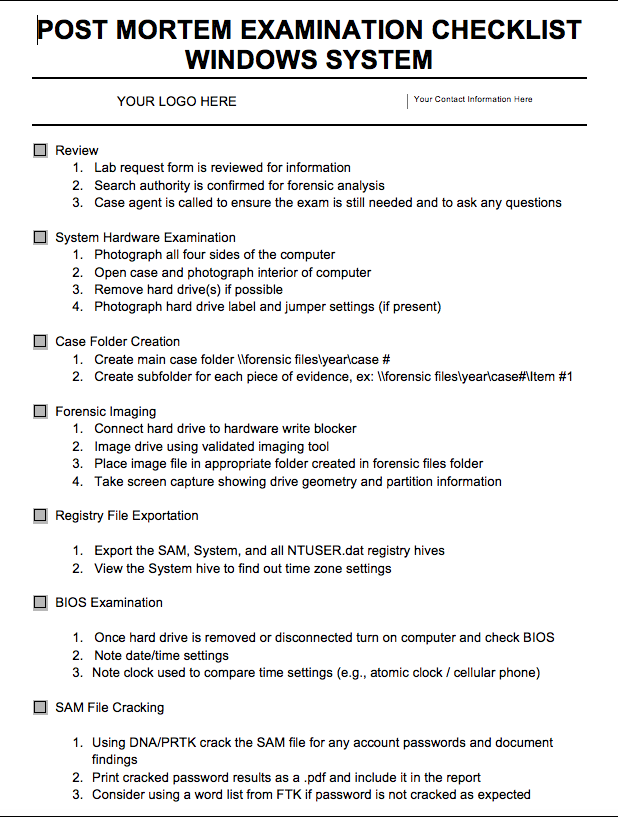 POST MORTEM EXAMINATION CHECKLIST
WINDOWS SYSTEM
YOUR LOGO HERE
Your Contact Information Here
Review
1. Lab request form is reviewed for information
2. Search authority is confirmed for forensic analysis
3. Case agent is called to ensure the exam is still needed and to ask any questions
System Hardware Examination
1. Photograph all four sides of the computer
2. Open case and photograph interior of computer
3. Remove hard drive(s) if possible
4. Photograph hard drive label and jumper settings (if present)
Case Folder Creation
1. Create main case folder \\forensic files\year\case #
2. Create subfolder for each piece of evidence, ex: \\forensic files\year\case#\Item #1
Forensic Imaging
1. Connect hard drive to hardware write blocker
2. Image drive using validated imaging tool
3. Place image file in appropriate folder created in forensic files folder
4. Take screen capture showing drive geometry and partition information
Registry File Exportation
1. Export the SAM, System, and all NTUSER.dat registry hives
2. View the System hive to find out time zone settings
BIOS Examination
1. Once hard drive is removed or disconnected turn on computer and check BIOS
2. Note date/time settings
3. Note clock used to compare time settings (e.g., atomic clock / cellular phone)
SAM File Cracking
1. Using DNA/PRTK crack the SAM file for any account passwords and document
findings
2. Print cracked password results as a .pdf and include it in the report
3. Consider using a word list from FTK if password is not cracked as expected